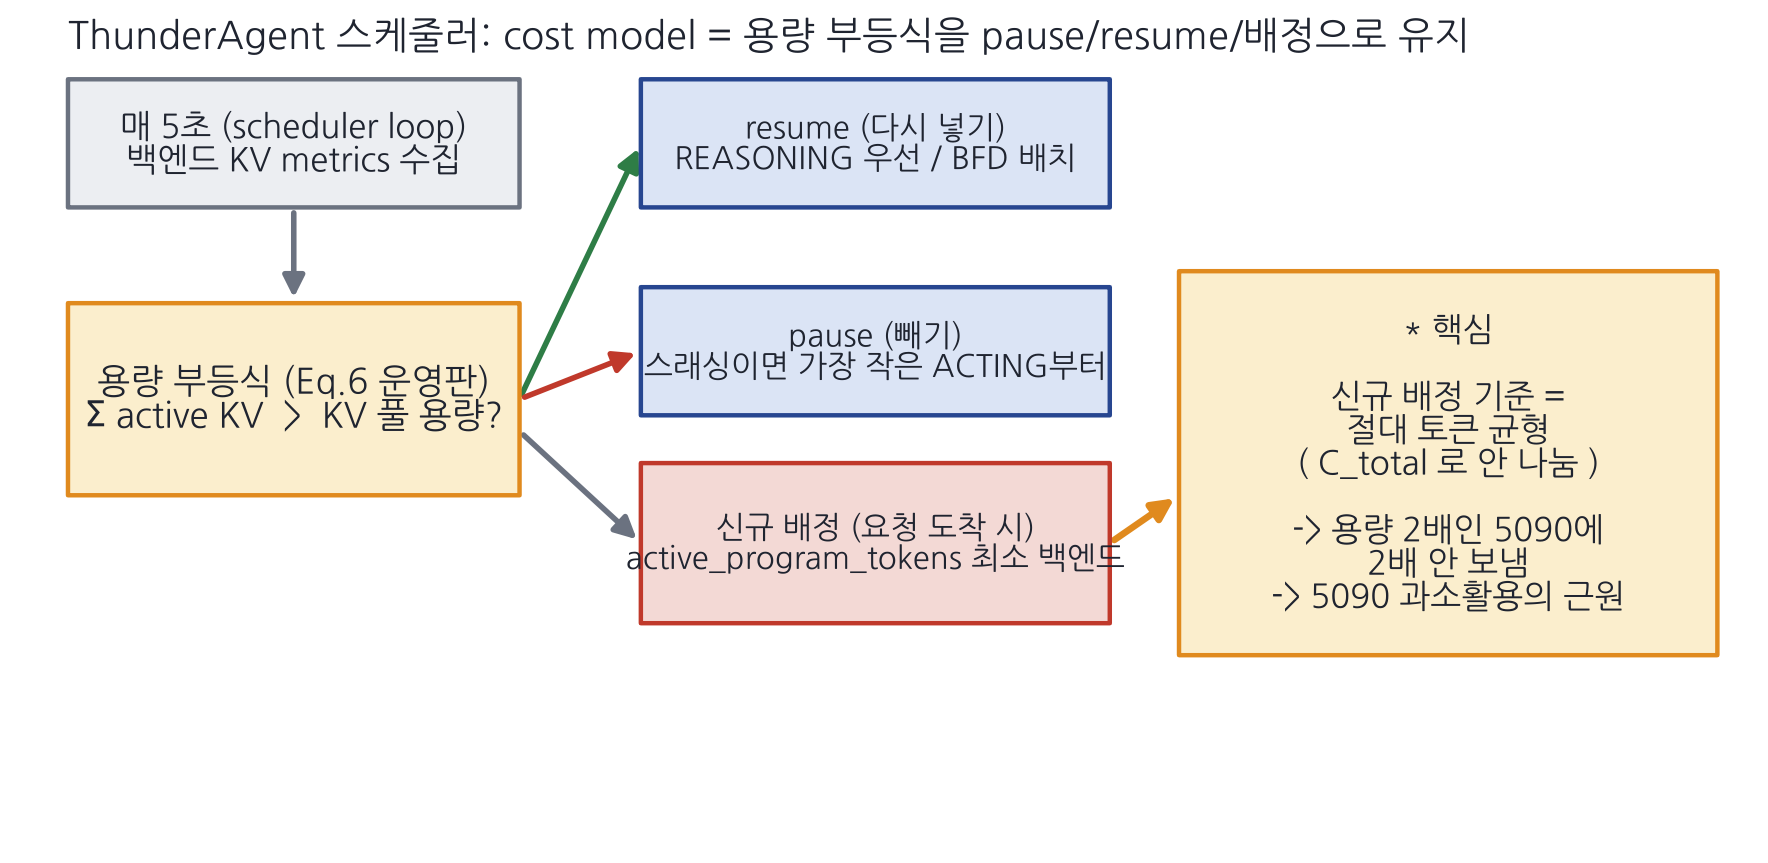 ThunderAgent 스케줄러: cost model = 용량 부등식을 pause/resume/배정으로 유지
매 5초 (scheduler loop)
백엔드 KV metrics 수집
용량 부등식 (Eq.6 운영판)
Σ active KV > KV 풀 용량?
resume (다시 넣기)
REASONING 우선 / BFD 배치
pause (빼기)
스래싱이면 가장 작은 ACTING부터
신규 배정 (요청 도착 시)
active_program_tokens 최소 백엔드
* 핵심
신규 배정 기준 =
절대 토큰 균형
( C_total 로 안 나눔 )
-> 용량 2배인 5090에
2배 안 보냄
-> 5090 과소활용의 근원